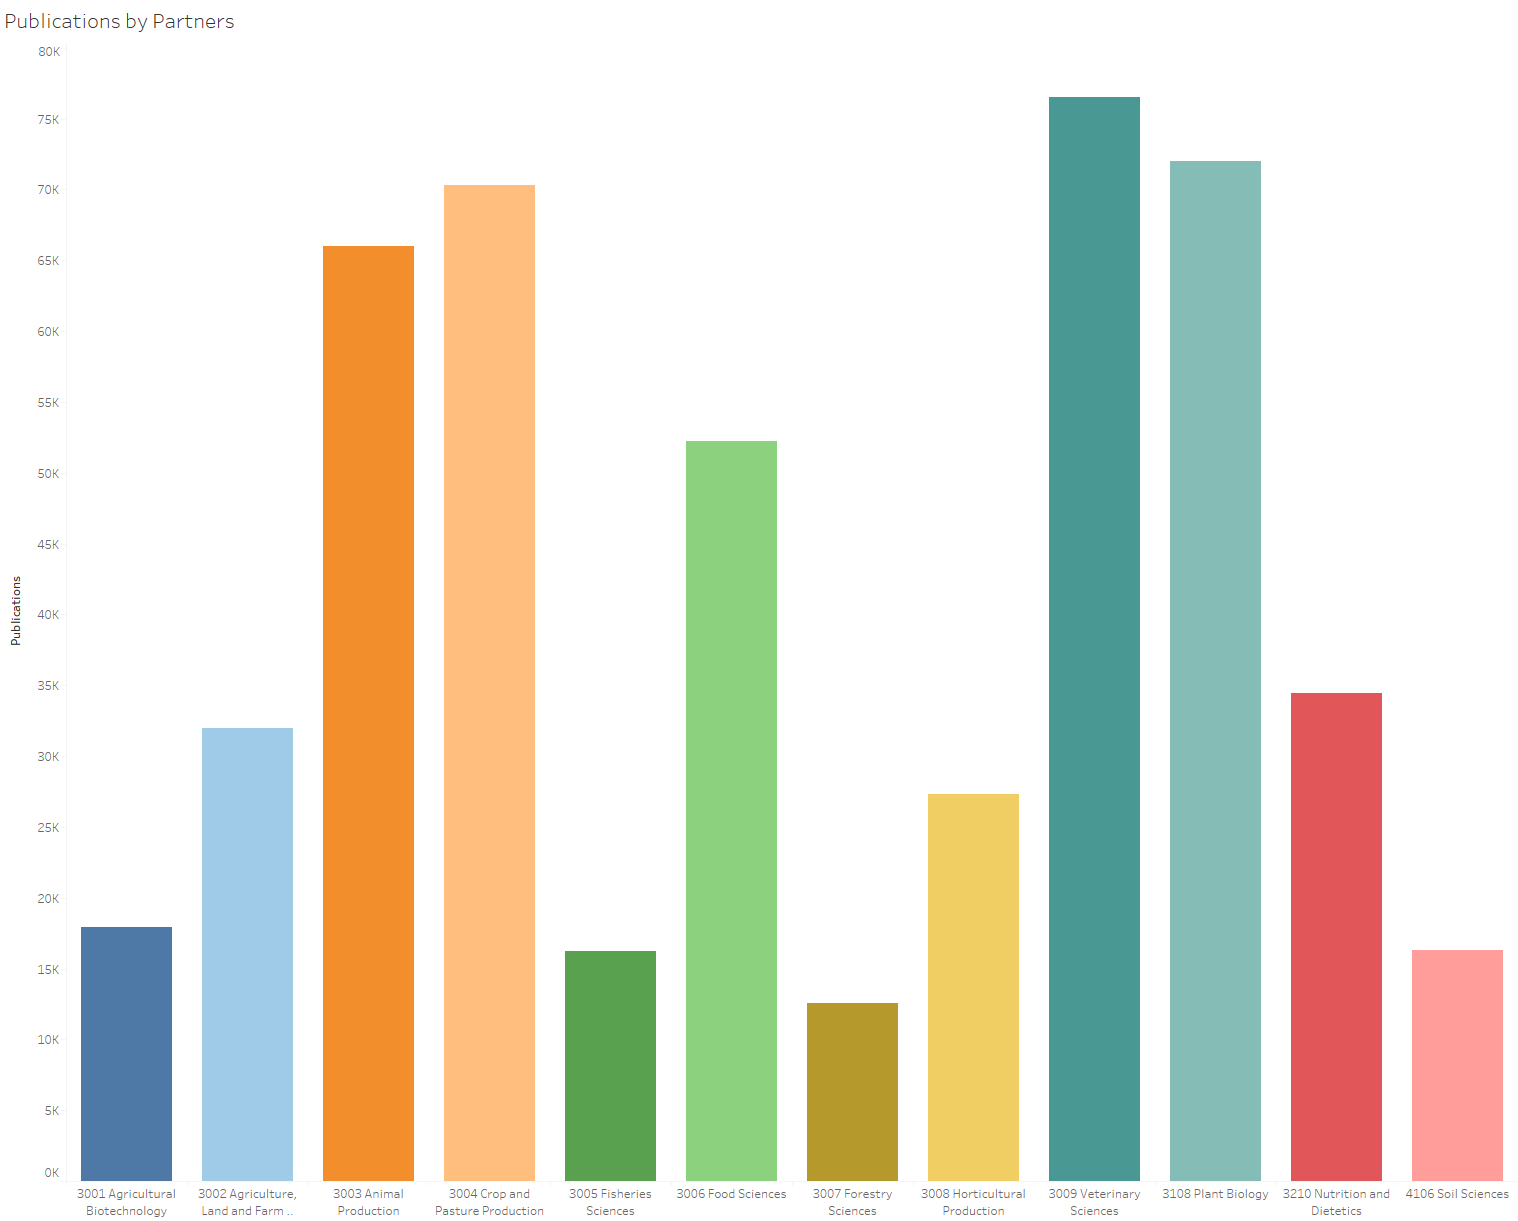 Publications by Partners
80K
75K
70K
65K
60K
55K
50K
45K
40K
35K
30K
25K
20K
15K
10K
5K
0K
Publications
3001 Agricultural
Biotechnology
3002 Agriculture,
Land and Farm ..
3003 Animal
Production
3004 Crop and
Pasture Production
3005 Fisheries
Sciences
3006 Food Sciences
3007 Forestry
Sciences
3008 Horticultural
Production
3009 Veterinary
Sciences
3108 Plant Biology
3210 Nutrition and
Dietetics
4106 Soil Sciences